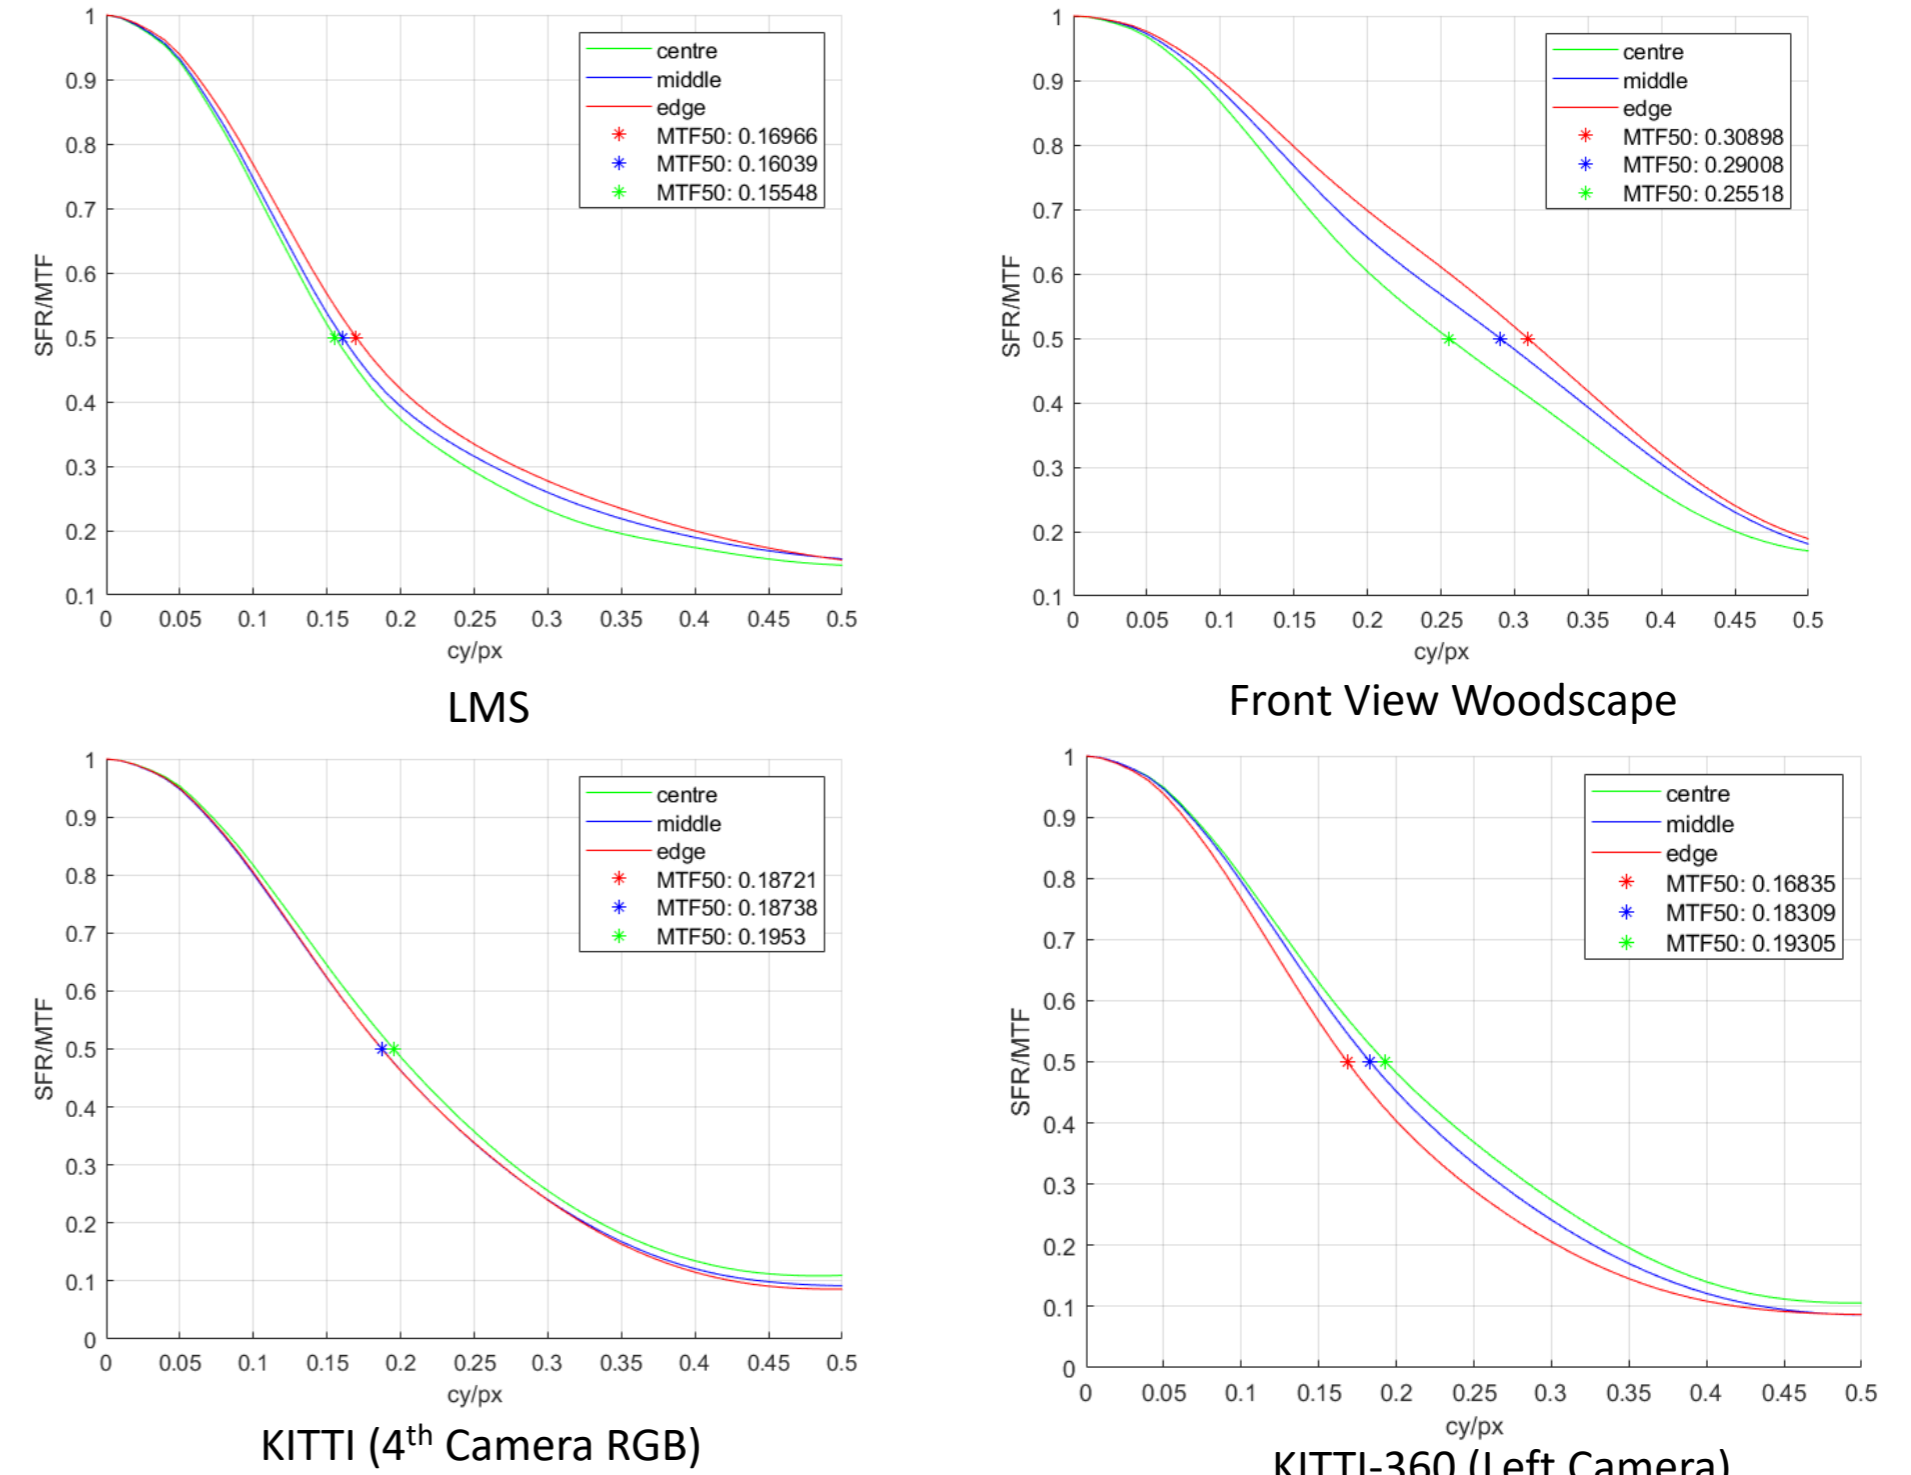 1
0.9
0.8
0.7
0.6
0.5
0.4
0.3
0.2
0.1
SFR/MTF
centre
middle
edge
MTF50: 0.16966
MTF50: 0.16039
MTF50: 0.15548
0 0.05 0.1 0.15 0.2 0.25 0.3 0.35 0.4 0.45 0.5
cy/px
LMS
1
0.9
0.8
0.7
0.6
0.5
0.4
0.3
0.2
0.1
SFR/MTF
centre
middle
edge
MTF50: 0.30898
MTF50: 0.29008
MTF50: 0.25518
0 0.05 0.1 0.15 0.2 0.25 0.3 0.35 0.4 0.45 0.5
cy/px
Front View Woodscape
1
0.9
0.8
0.7
0.6
0.5
0.4
0.3
0.2
0.1
0
SFR/MTF
centre
middle
edge
MTF50: 0.18721
MTF50: 0.18738
MTF50: 0.1953
0 0.05 0.1 0.15 0.2 0.25 0.3 0.35 0.4 0.45 0.5
cy/px
KITTI (4th Camera RGB)
1
0.9
0.8
0.7
0.6
0.5
0.4
0.3
0.2
0.1
0
SFR/MTF
centre
middle
edge
MTF50: 0.16835
MTF50: 0.18309
MTF50: 0.19305
0 0.05 0.1 0.15 0.2 0.25 0.3 0.35 0.4 0.45 0.5
cy/px
KITTI-360 (Left Camera)